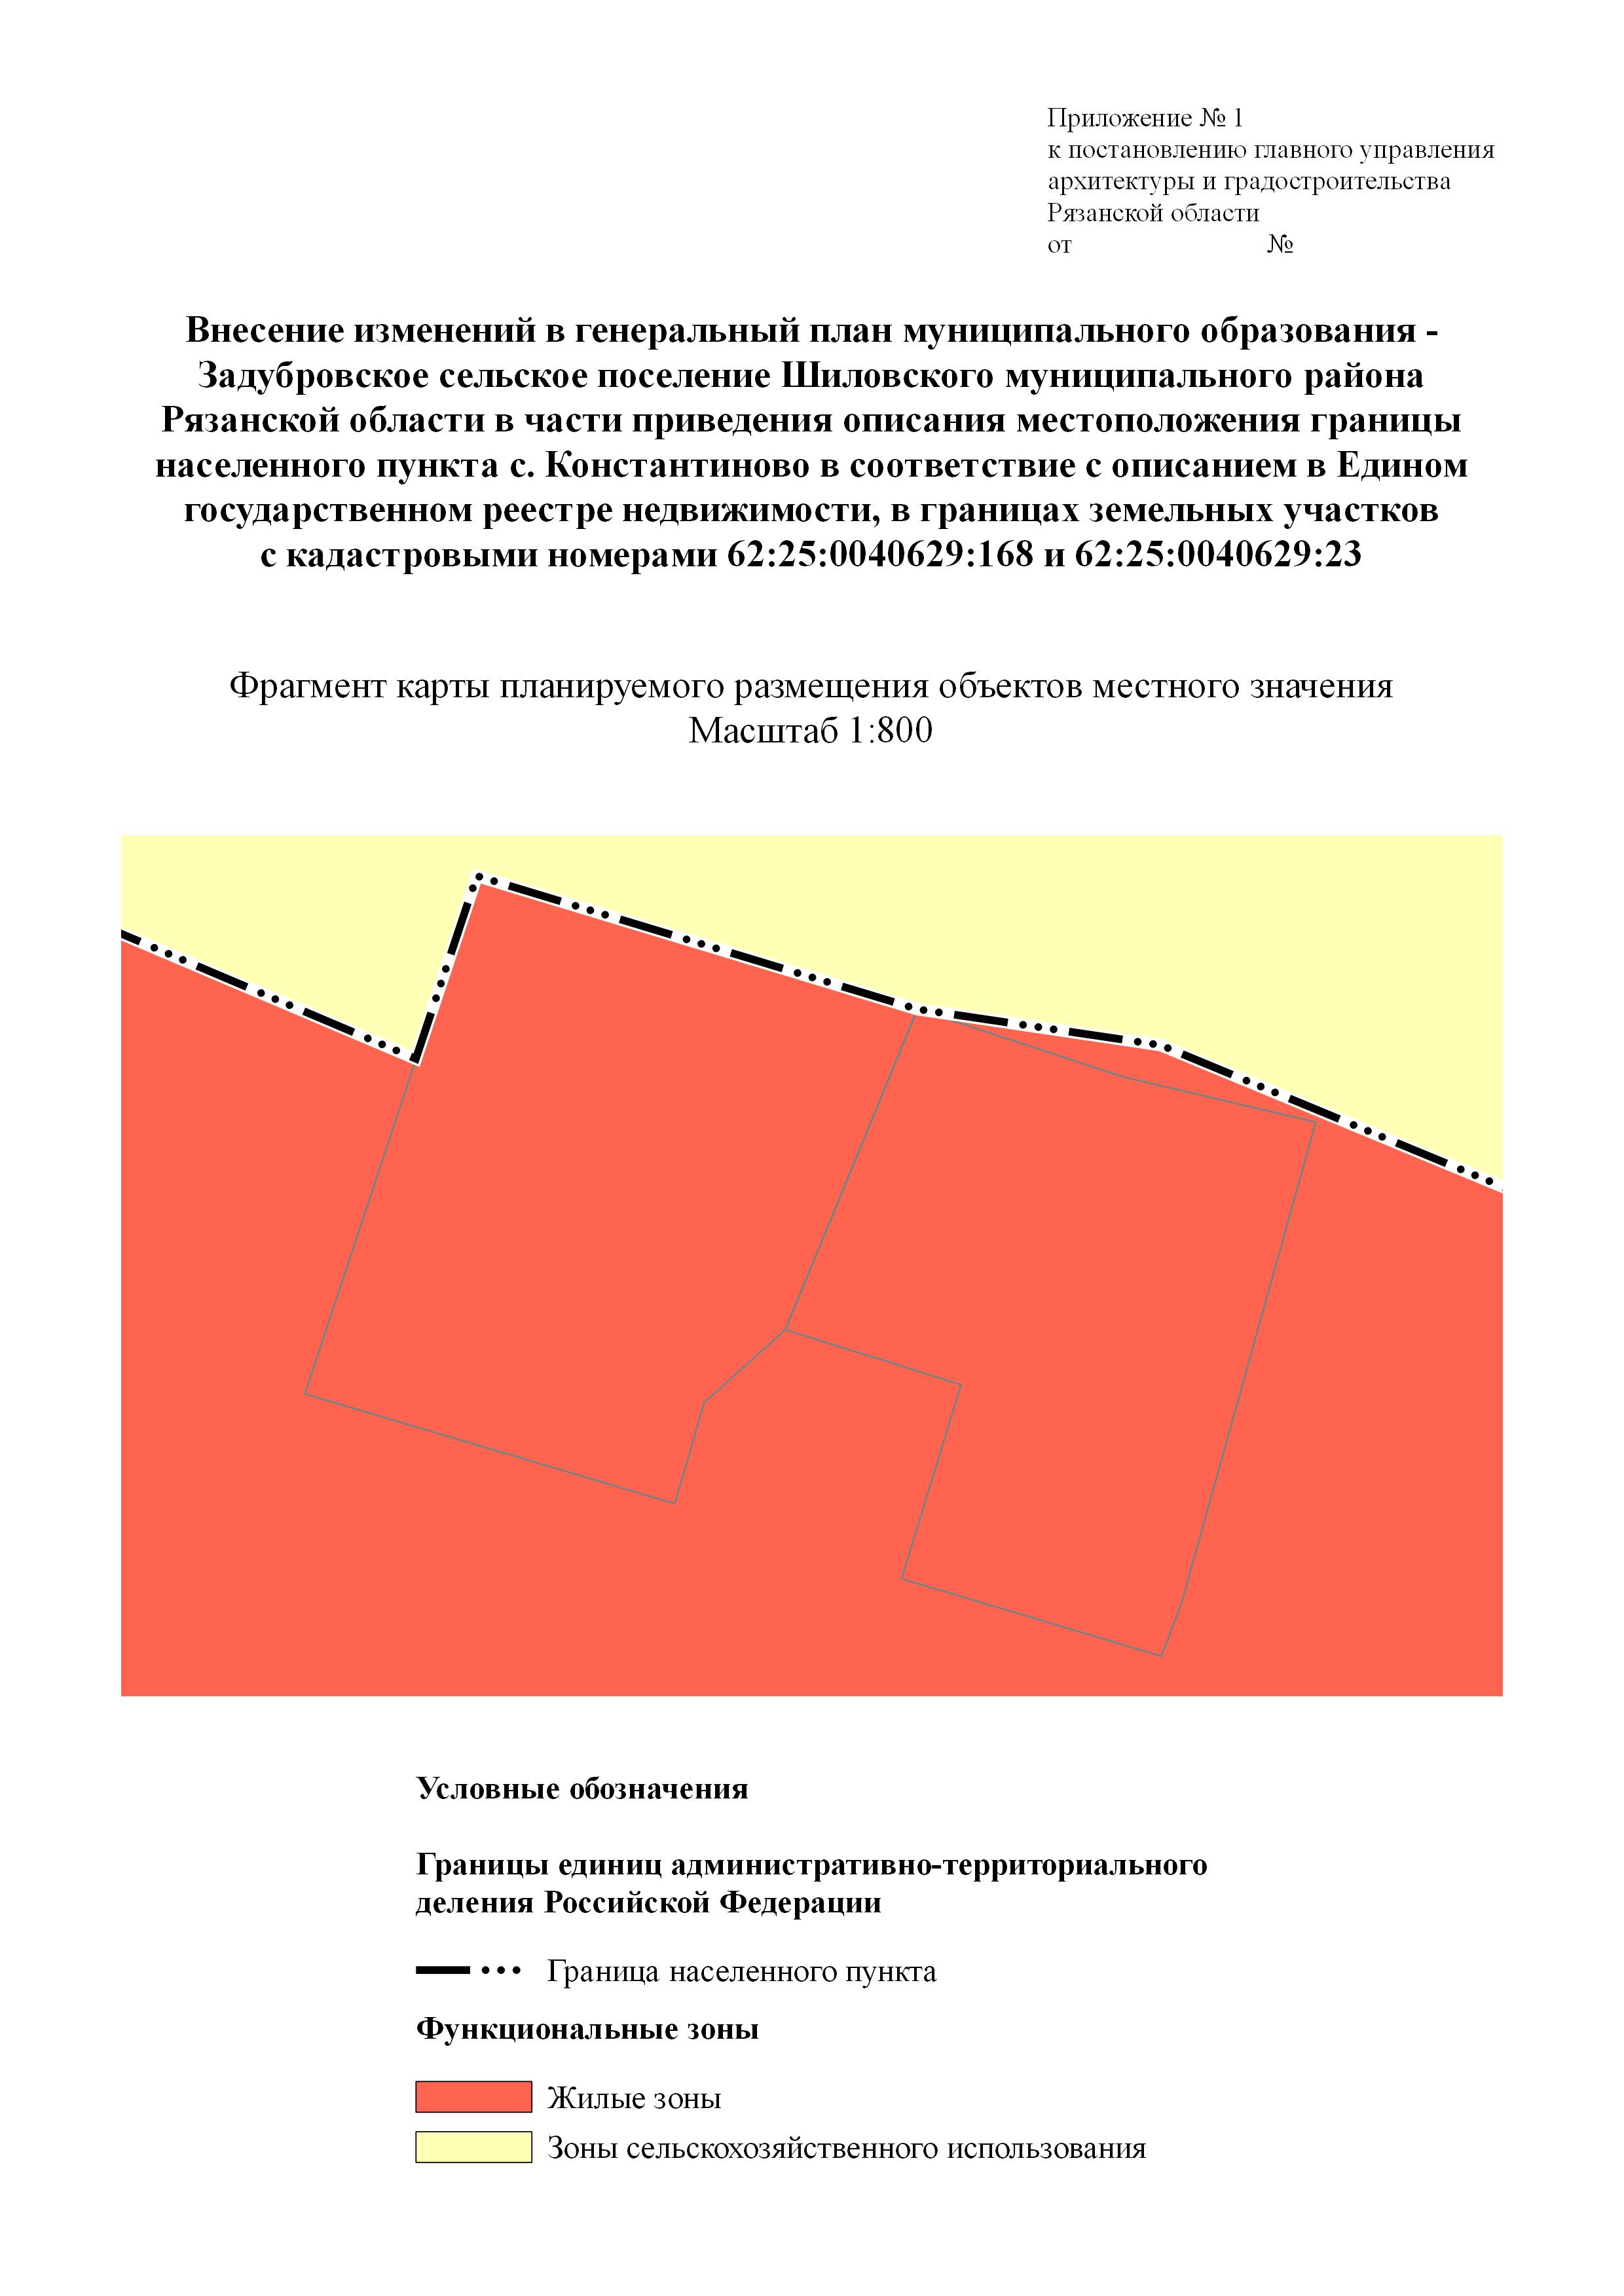 Приложение № 1
к постановлению главного управления
архитектуры и градостроительства
Рязанской области
от №
Внесение изменений в генеральный план муниципального образования -
Задубровское сельское поселение Шиловского муниципального района
Рязанской области в части приведения описания местоположения границы
населенного пункта с. Константиново в соответствие с описанием в Едином
государственном реестре недвижимости, в границах земельных участков
с кадастровыми номерами 62:25:0040629:168 и 62:25:0040629:23
Фрагмент карты планируемого размещения объектов местного значения
Масштаб 1:800
Условные обозначения
Границы единиц административно-территориального
деления Российской Федерации
Граница населенного пункта
Функциональные зоны
Жилые зоны
Зоны сельскохозяйственного использования